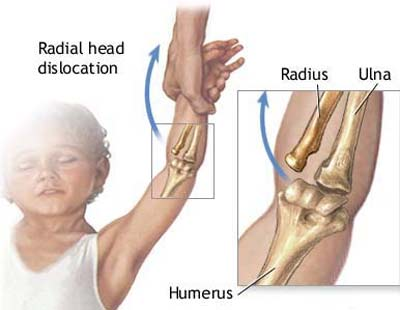 Radial head
dislocation
Radius
Ulna
Humerus